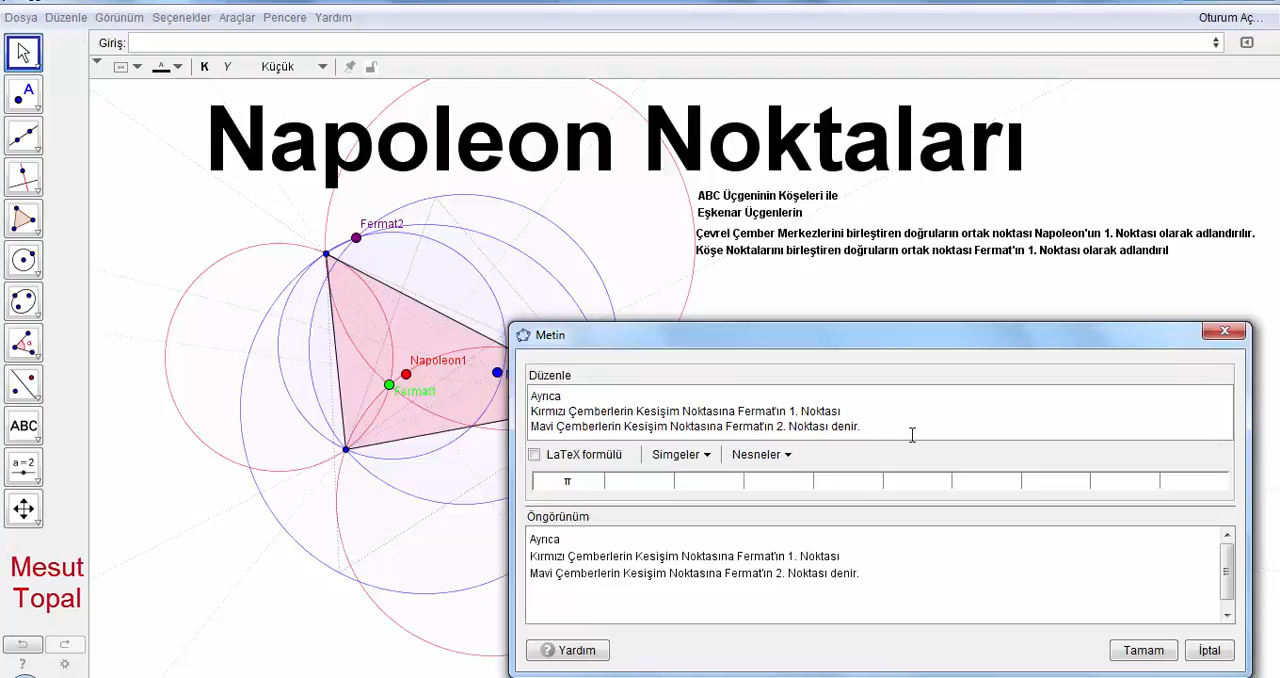 Dosya Düzenle Görünüm Seçenekler Araçlar Pencere Yardım
Oturum Aç...
Giriş:
A K Y Küçük
Napoleon Noktaları
ABC Üçgeninin Köşeleri ile
Eşkenar Üçgenlerin
Çevrel Çember Merkezlerini birleştiren doğruların ortak noktası Napoleon'un 1. Noktası olarak adlandırılır.
Köşe Noktalarını birleştiren doğruların ortak noktası Fermat'ın 1. Noktası olarak adlandırıl
Fermat2
Napoleon1
Fermat1
A
ABC
a=2
Mesut
Topal
?
Metin
Düzenle
Ayrıca
Kırmızı Çemberlerin Kesişim Noktasına Fermat'ın 1. Noktası
Mavi Çemberlerin Kesişim Noktasına Fermat'ın 2. Noktası denir.
LaTeX formülü Simgeler Nesneler
π
Öngörünüm
Ayrıca
Kırmızı Çemberlerin Kesişim Noktasına Fermat'ın 1. Noktası
Mavi Çemberlerin Kesişim Noktasına Fermat'ın 2. Noktası denir.
? Yardım
Tamam İptal